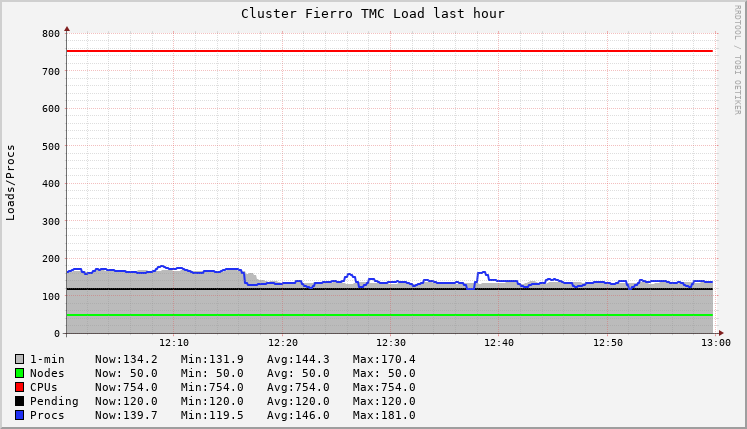 Cluster Fierro TMC Load last hour
RRDTOOL / TOBI OETIKER
Loads/Procs
800
700
600
500
400
300
200
100
0
12:10 12:20 12:30 12:40 12:50 13:00
1-min Now:134.2 Min:131.9 Avg:144.3 Max:170.4
Nodes Now: 50.0 Min: 50.0 Avg: 50.0 Max: 50.0
CPUs Now:754.0 Min:754.0 Avg:754.0 Max:754.0
Pending Now:120.0 Min:120.0 Avg:120.0 Max:120.0
Procs Now:139.7 Min:119.5 Avg:146.0 Max:181.0